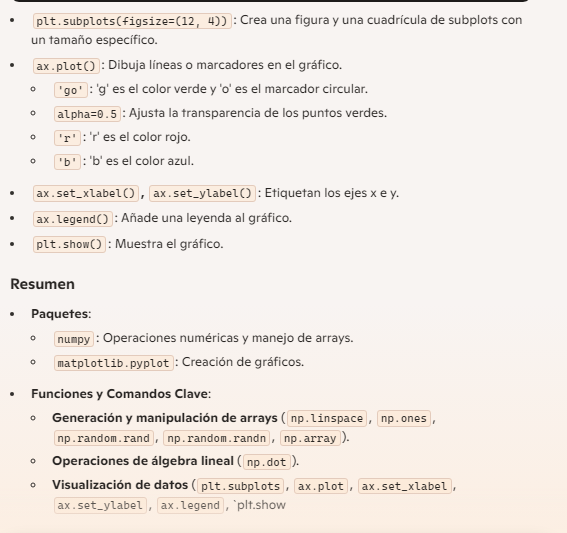 plt.subplots(figsize=(12, 4)): Crea una figura y una cuadrícula de subplots con
un tamaño específico.
ax.plot(): Dibuja líneas o marcadores en el gráfico.
'go': 'g' es el color verde y 'o' es el marcador circular.
alpha=0.5: Ajusta la transparencia de los puntos verdes.
'r': 'r' es el color rojo.
'b': 'b' es el color azul.
ax.set_xlabel(), ax.set_ylabel(): Etiquetan los ejes x e y.
ax.legend(): Añade una leyenda al gráfico.
plt.show(): Muestra el gráfico.
Resumen
Paquetes:
numpy: Operaciones numéricas y manejo de arrays.
matplotlib.pyplot: Creación de gráficos.
Funciones y Comandos Clave:
Generación y manipulación de arrays (np.linspace, np.ones,
np.random.rand, np.random.randn, np.array).
Operaciones de álgebra lineal (np.dot).
Visualización de datos (plt.subplots, ax.plot, ax.set_xlabel,
ax.set_ylabel, ax.legend, `plt.show